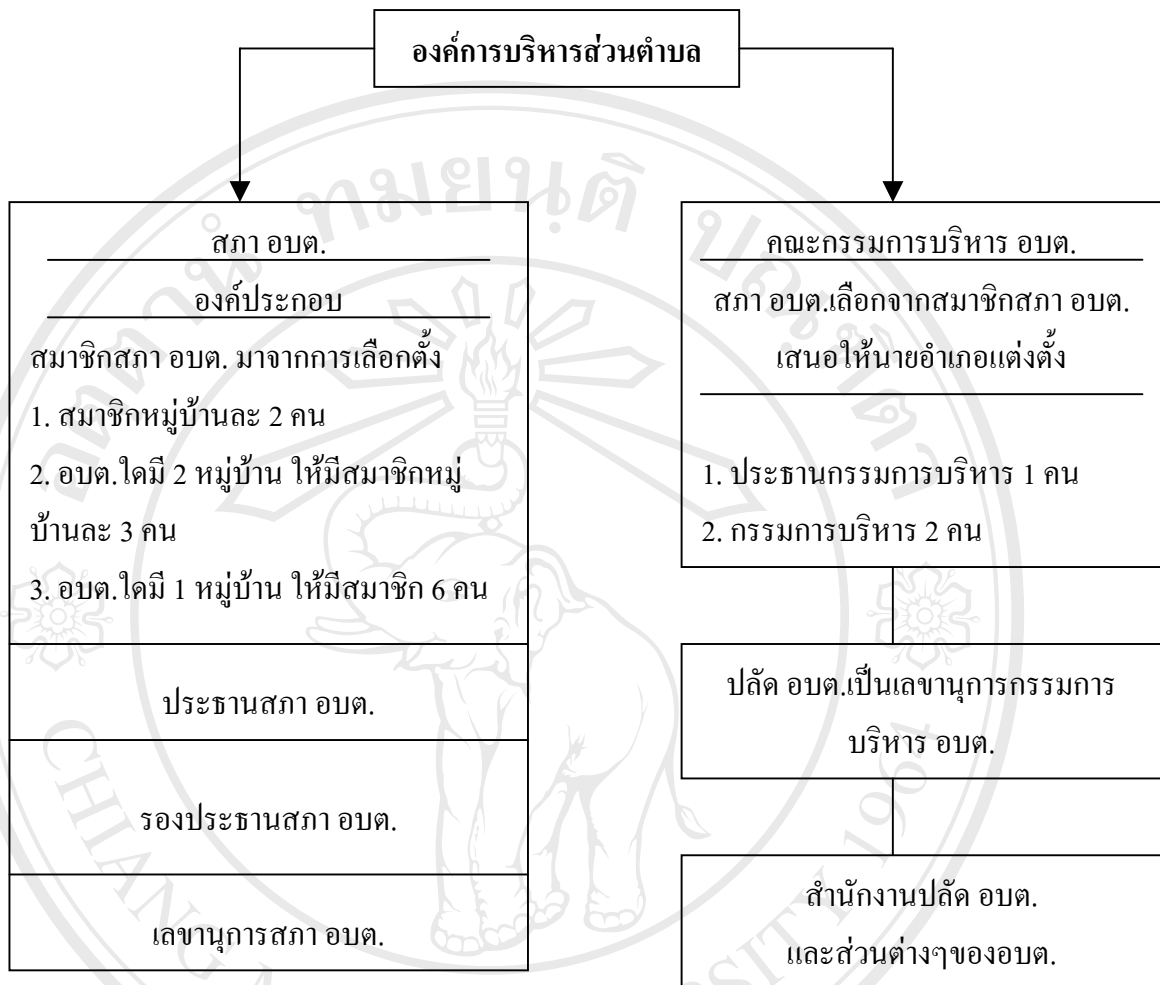 องค์การบริหารส่วนตำบล
สภา อบต.
องค์ประกอบ
สมาชิกสภา อบต. มาจากการเลือกตั้ง
1. สมาชิกหมู่บ้านละ 2 คน
2. อบต.ใดมี 2 หมู่บ้าน ให้มีสมาชิกหมู่
บ้านละ 3 คน
3. อบต.ใดมี 1 หมู่บ้าน ให้มีสมาชิก 6 คน
ประธานสภา อบต.
รองประธานสภา อบต.
เลขานุการสภา อบต.
คณะกรรมการบริหาร อบต.
สภา อบต.เลือกจากสมาชิกสภา อบต.
เสนอให้นายอำเภอแต่งตั้ง
1. ประธานกรรมการบริหาร 1 คน
2. กรรมการบริหาร 2 คน
ปลัด อบต.เป็นเลขานุการกรรมการ
บริหาร อบต.
สำนักงานปลัด อบต.
และส่วนต่างๆของอบต.